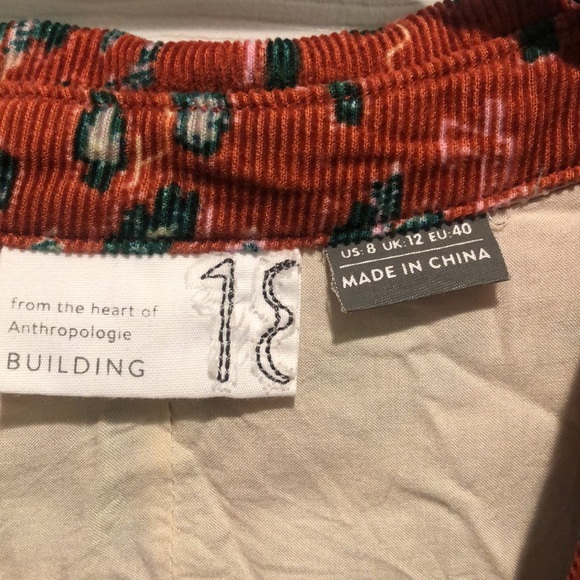 from the heart of
Anthropologie
BUILDING 18
US: 8 UK: 12 EU: 40
MADE IN CHINA